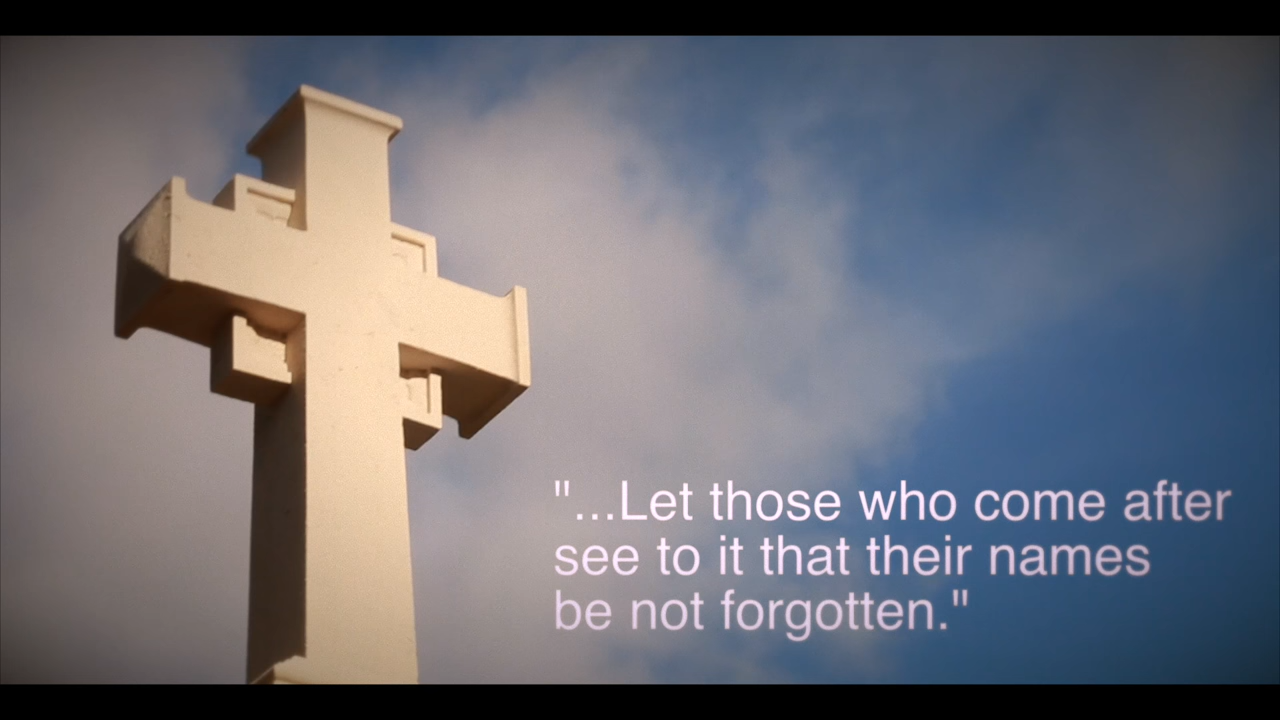 "...Let those who come after
see to it that their names
be not forgotten."